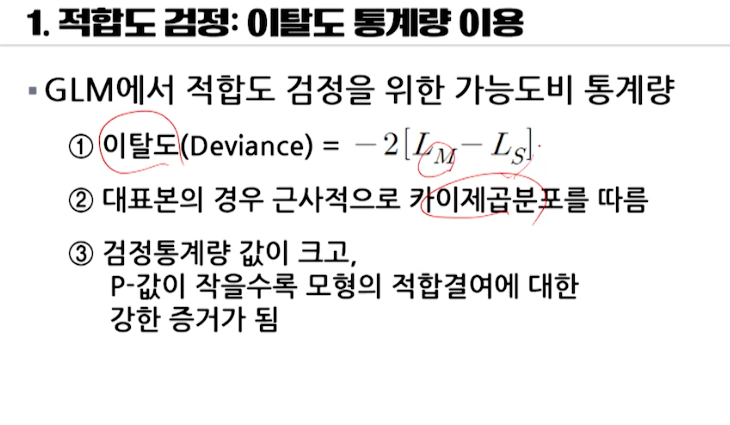 1. 적합도 검정: 이탈도 통계량 이용
▪ GLM에서 적합도 검정을 위한 가능도비 통계량
① 이탈도(Deviance) = −2[L_M − L_S]
② 대표본의 경우 근사적으로 카이제곱분포를 따름
③ 검정통계량 값이 크고,
P-값이 작을수록 모형의 적합결여에 대한
강한 증거가 됨